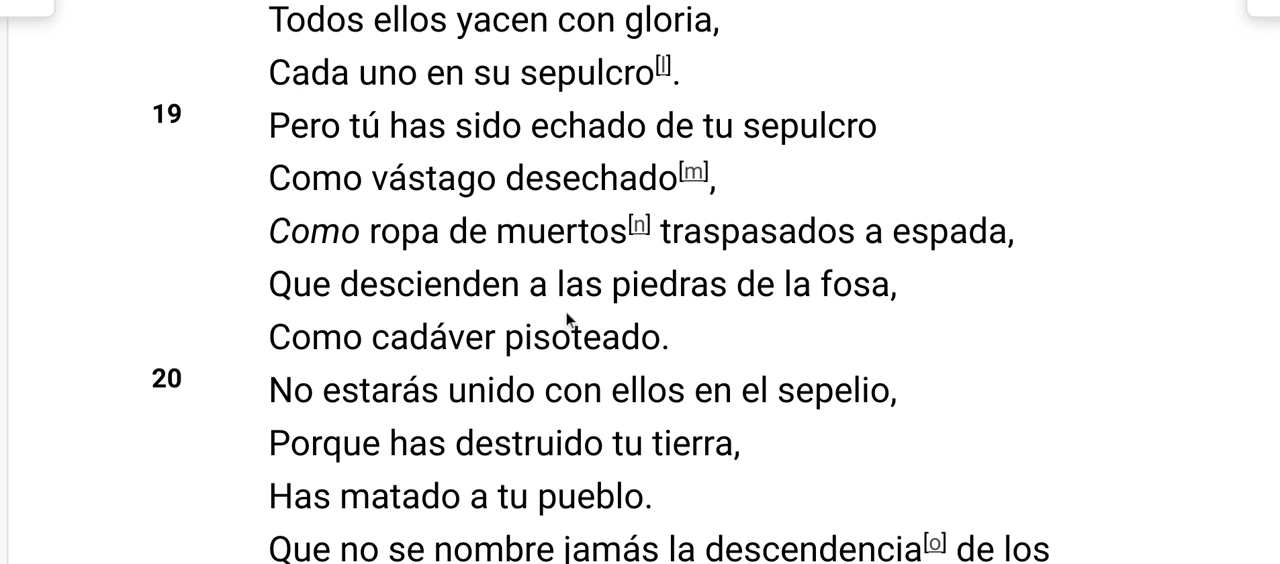 Todos ellos yacen con gloria,
Cada uno en su sepulcro[l].
19 Pero tú has sido echado de tu sepulcro
Como vástago desechado[m],
Como ropa de muertos[n] traspasados a espada,
Que descienden a las piedras de la fosa,
Como cadáver pisoteado.
20 No estarás unido con ellos en el sepelio,
Porque has destruido tu tierra,
Has matado a tu pueblo.
Que no se nombre jamás la descendencia[o] de los